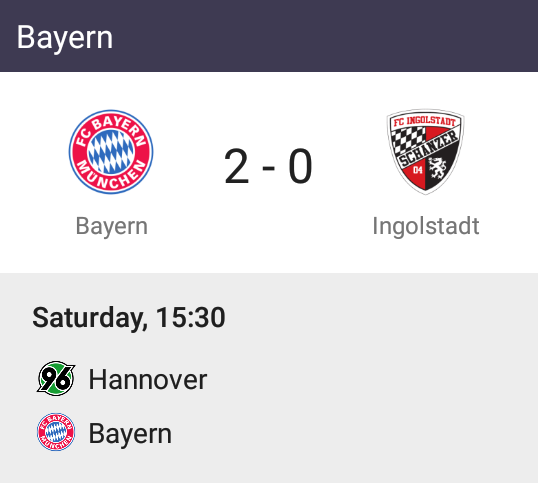 Bayern
FC BAYERN
MÜNCHEN
2 - 0
FC INGOLSTADT
SCHANZER
04
Bayern
Ingolstadt
Saturday, 15:30
96
Hannover
FC BAYERN
MÜNCHEN
Bayern